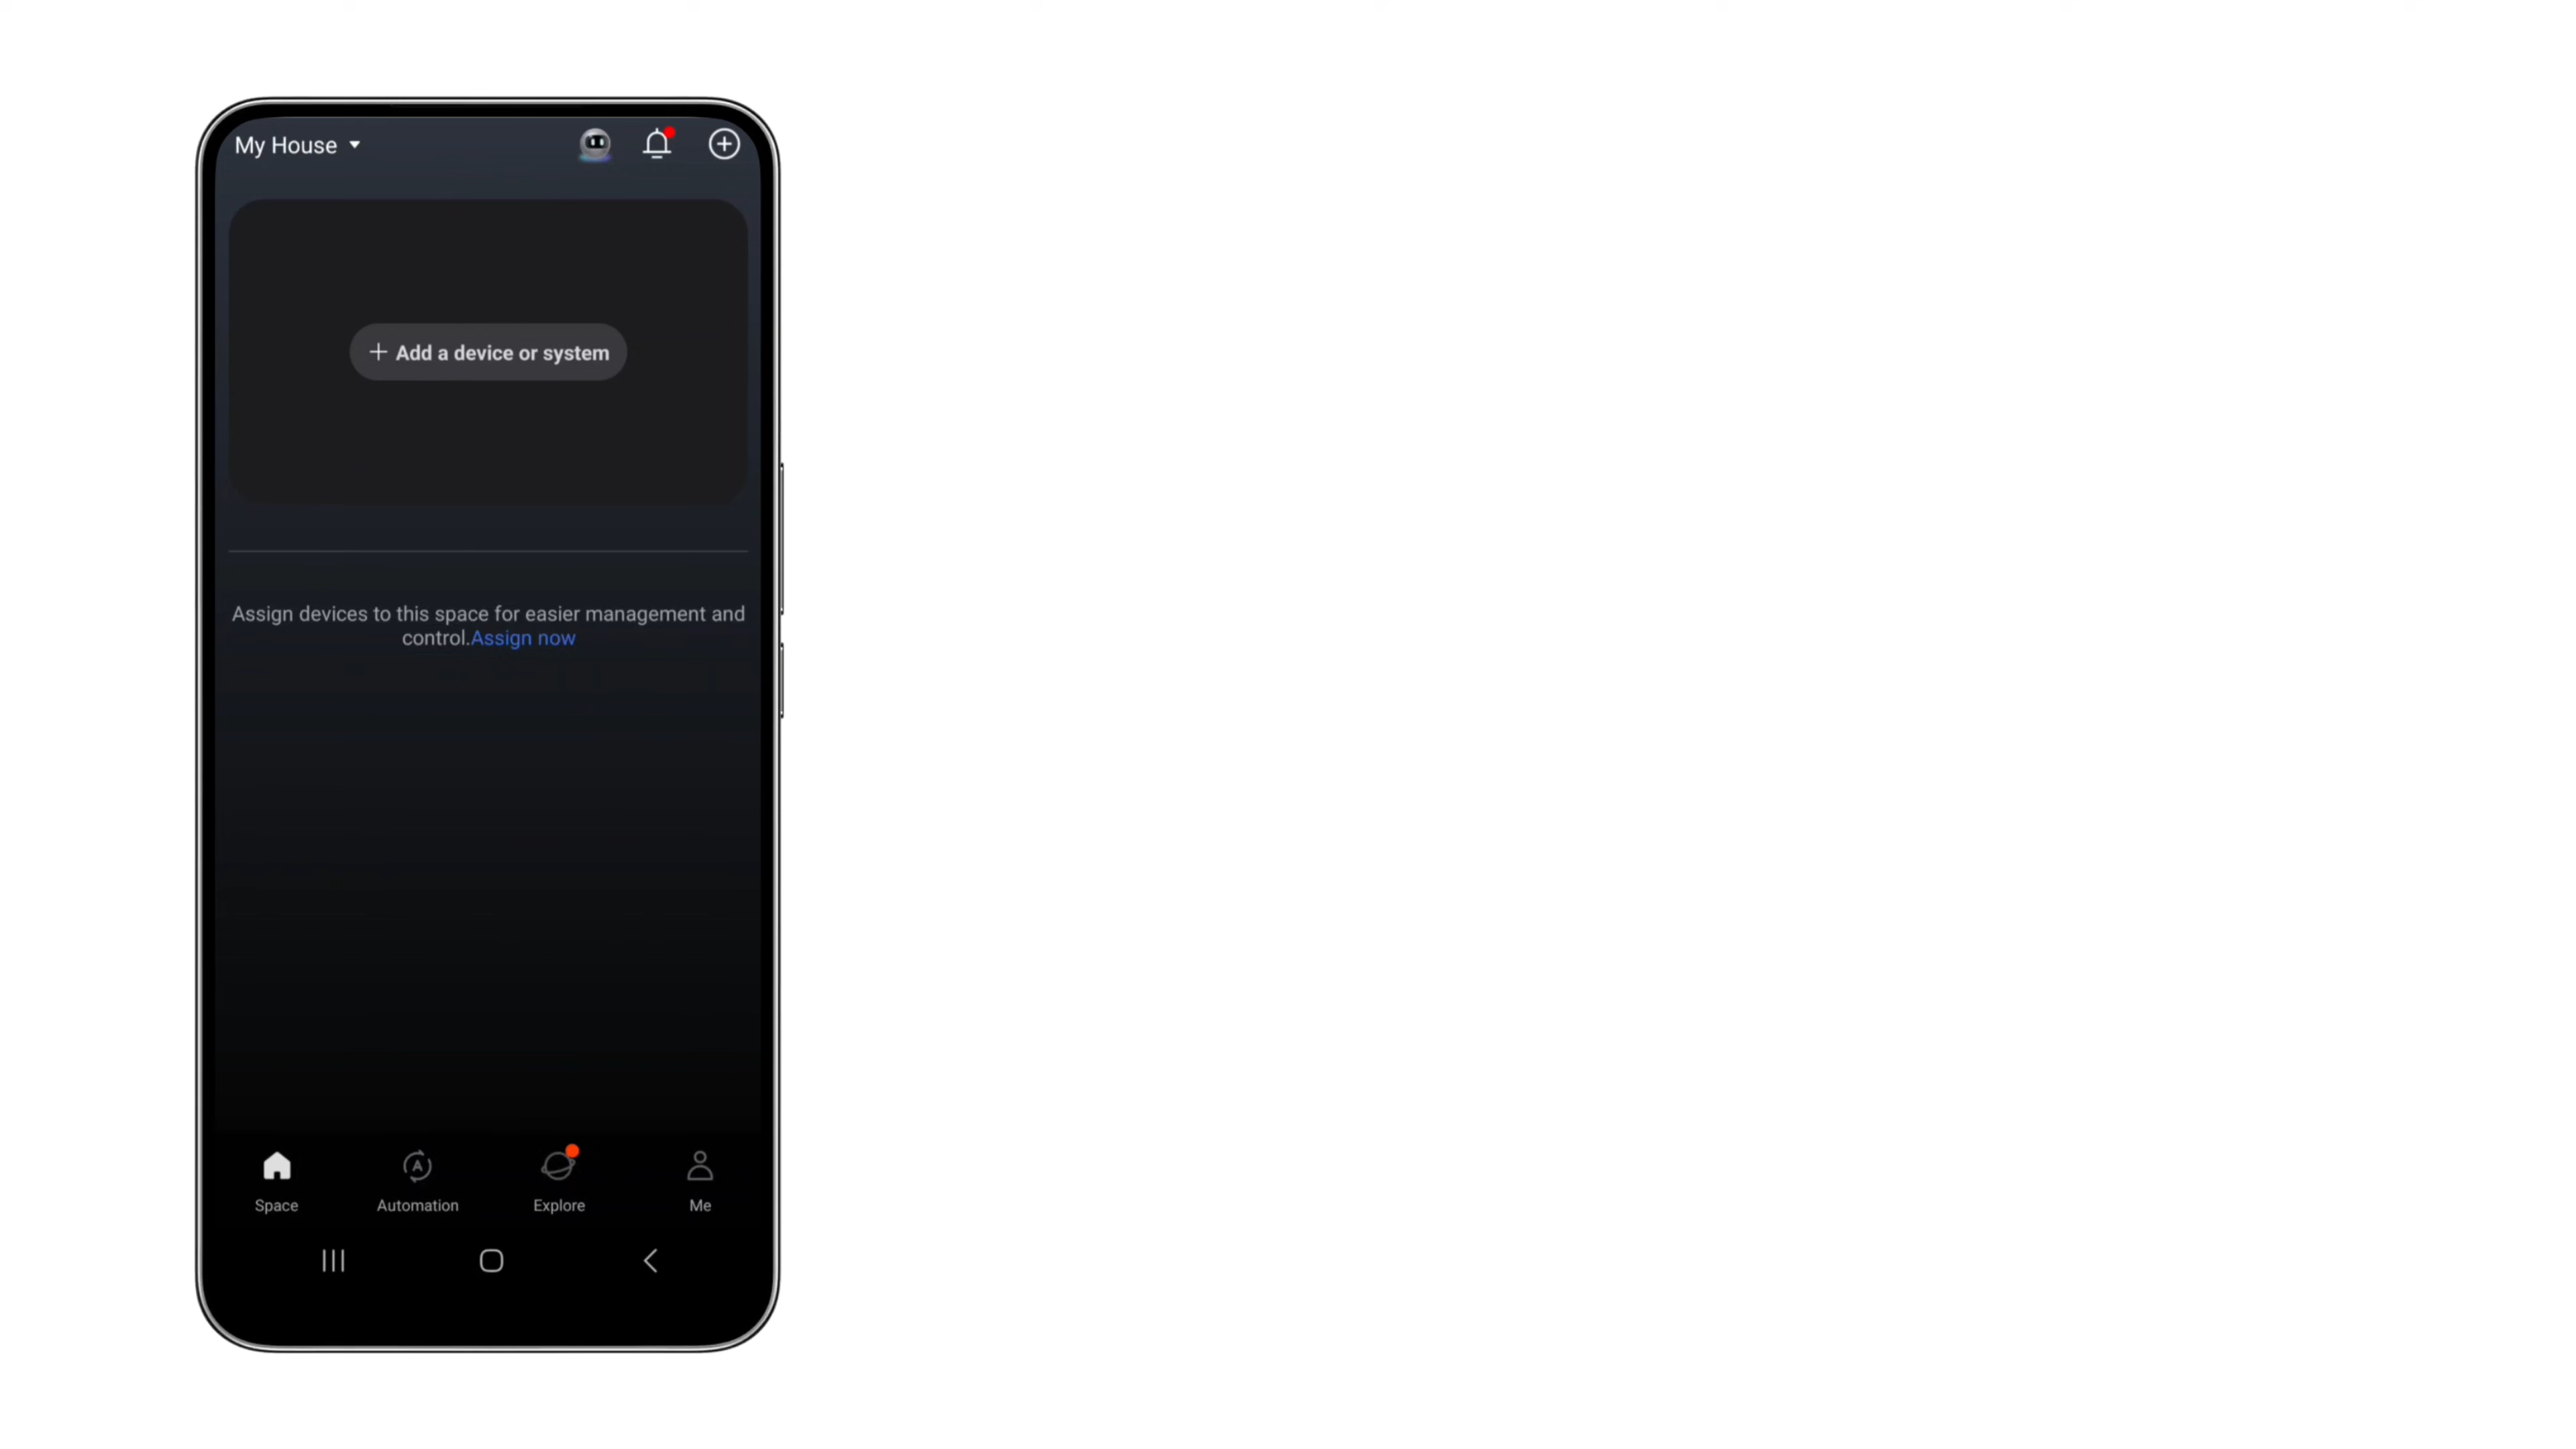 My House
Add a device or system
Assign devices to this space for easier management and
control.Assign now
Space
Automation
Explore
Me